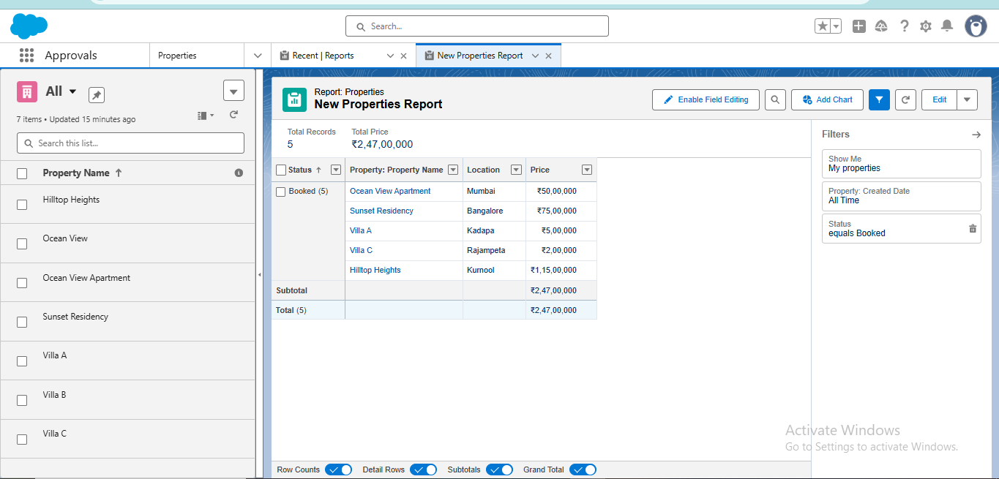 Search...
Approvals
Properties
Recent | Reports
New Properties Report
All
7 items • Updated 15 minutes ago
Search this list...
Property Name ↑
Hilltop Heights
Ocean View
Ocean View Apartment
Sunset Residency
Villa A
Villa B
Villa C
Report: Properties
New Properties Report
Enable Field Editing
Add Chart
Edit
Total Records
5
Total Price
₹2,47,00,000
Status ↑ Property: Property Name Location Price
Booked (5) Ocean View Apartment Mumbai ₹50,00,000
Sunset Residency Bangalore ₹75,00,000
Villa A Kadapa ₹5,00,000
Villa C Rajampeta ₹2,00,000
Hilltop Heights Kurnool ₹1,15,00,000
Subtotal ₹2,47,00,000
Total (5) ₹2,47,00,000
Row Counts Detail Rows Subtotals Grand Total
Filters
Show Me
My properties
Property: Created Date
All Time
Status
equals Booked
Activate Windows
Go to Settings to activate Windows.